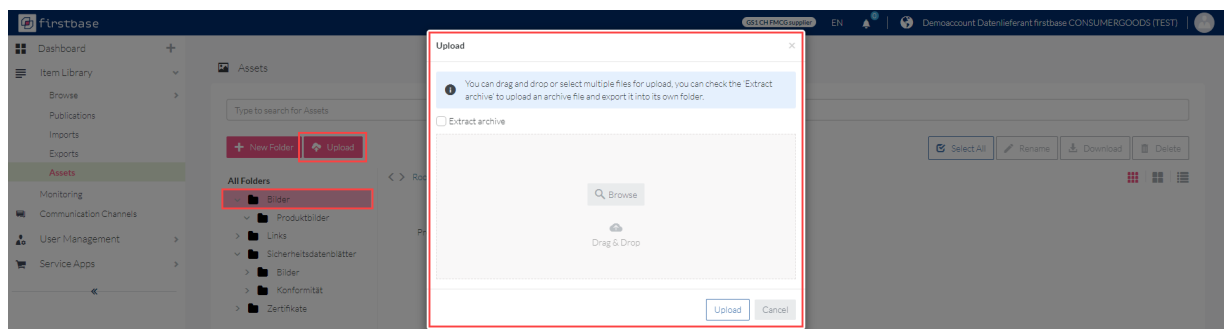 firstbase
GS1 CH FMCG supplier
EN
Demoaccount Datenlieferant firstbase CONSUMERGOODS (TEST)
Dashboard
Item Library
Browse
Publications
Imports
Exports
Assets
Monitoring
Communication Channels
User Management
Service Apps
Assets
Type to search for Assets
New Folder
Upload
All Folders
Bilder
Produktbilder
Links
Sicherheitsdatenblätter
Bilder
Konformität
Zertifikate
Upload
You can drag and drop or select multiple files for upload, you can check the 'Extract
archive' to upload an archive file and export it into its own folder.
Extract archive
Browse
Drag & Drop
Upload
Cancel
Select All
Rename
Download
Delete